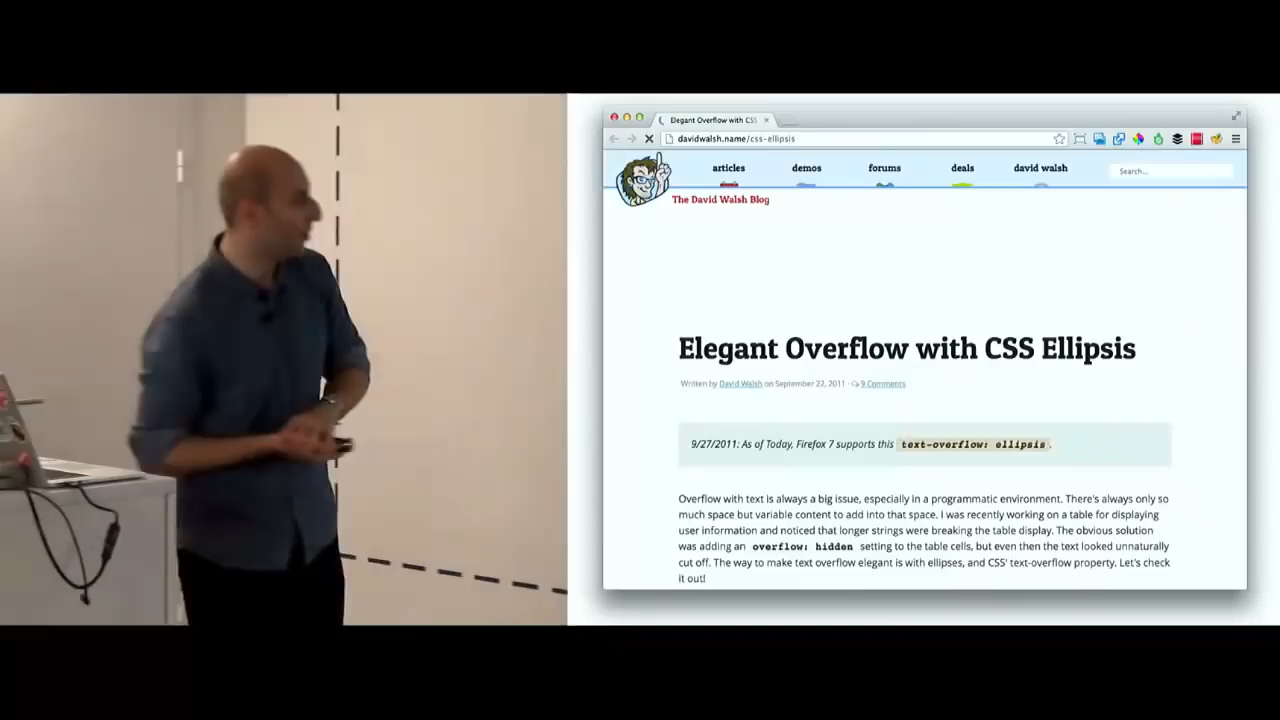 Elegant Overflow with CSS
davidwalsh.name/css-ellipsis
articles demos forums deals david walsh Search...
The David Walsh Blog
Elegant Overflow with CSS Ellipsis
Written by David Walsh on September 22, 2011 · 9 Comments
9/27/2011: As of Today, Firefox 7 supports this text-overflow: ellipsis.
Overflow with text is always a big issue, especially in a programmatic environment. There's always only so
much space but variable content to add into that space. I was recently working on a table for displaying
user information and noticed that longer strings were breaking the table display. The obvious solution
was adding an overflow: hidden setting to the table cells, but even then the text looked unnaturally
cut off. The way to make text overflow elegant is with ellipses, and CSS' text-overflow property. Let's check
it out!